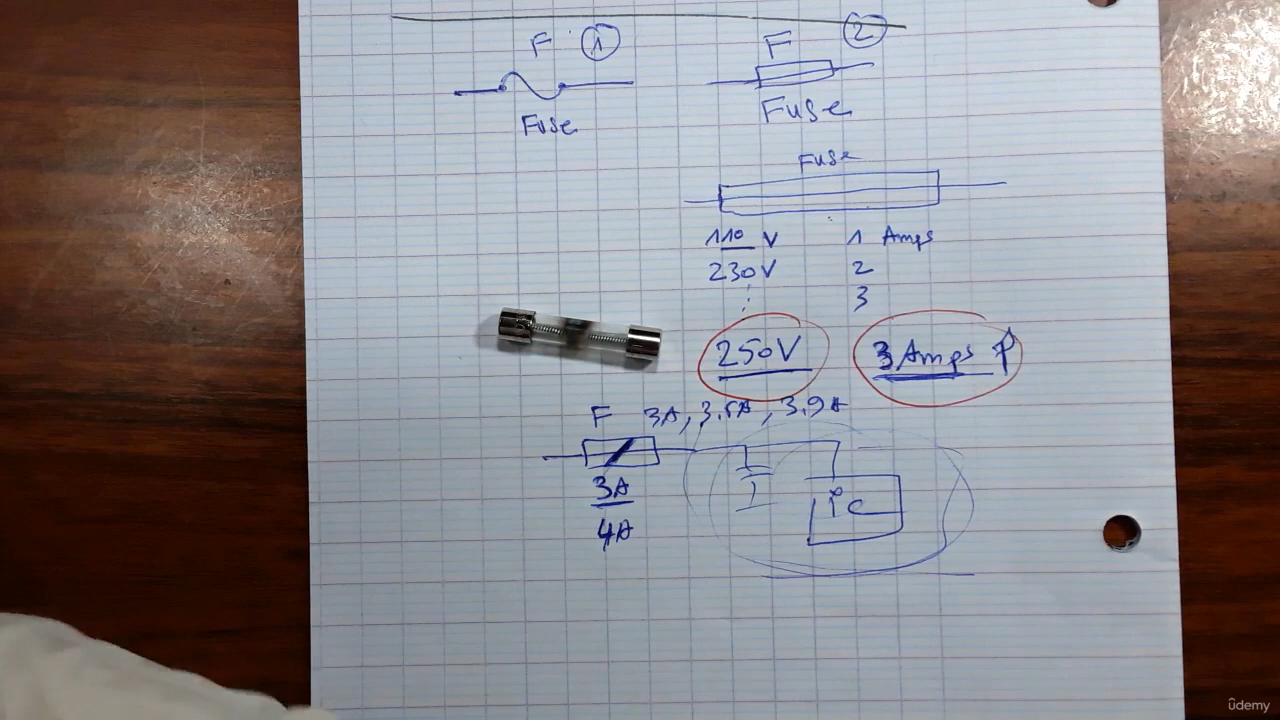 F 1
Fuse
F 2
Fuse
Fuse
110 V 1 Amps
230V 2
3
250V 3 Amps
F 3A, 3.5A, 3.9A
3A
4A
ic
ûdemy